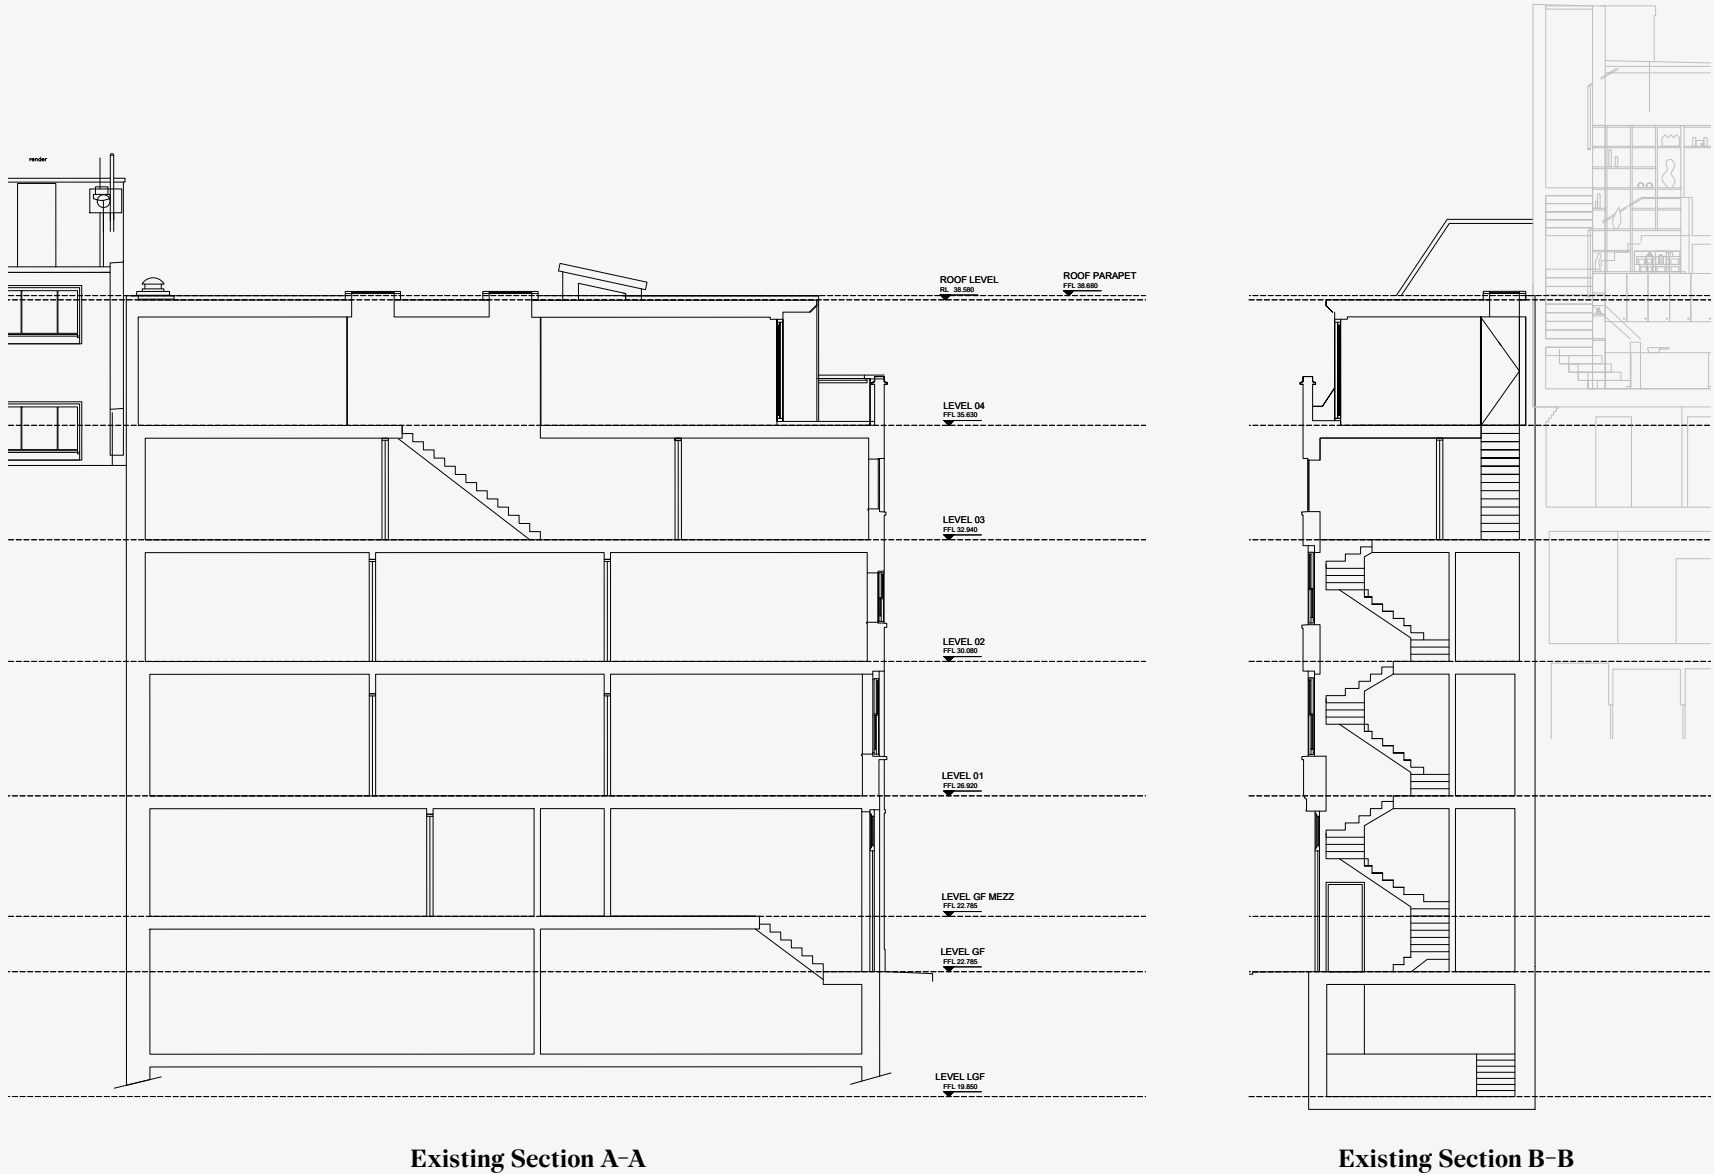 render
ROOF LEVEL
RL 38.580
ROOF PARAPET
FFL 38.680
LEVEL 04
FFL 35.630
LEVEL 03
FFL 32.940
LEVEL 02
FFL 30.080
LEVEL 01
FFL 26.920
LEVEL GF MEZZ
FFL 22.785
LEVEL GF
FFL 22.785
LEVEL LGF
FFL 19.850
Existing Section A-A
Existing Section B-B